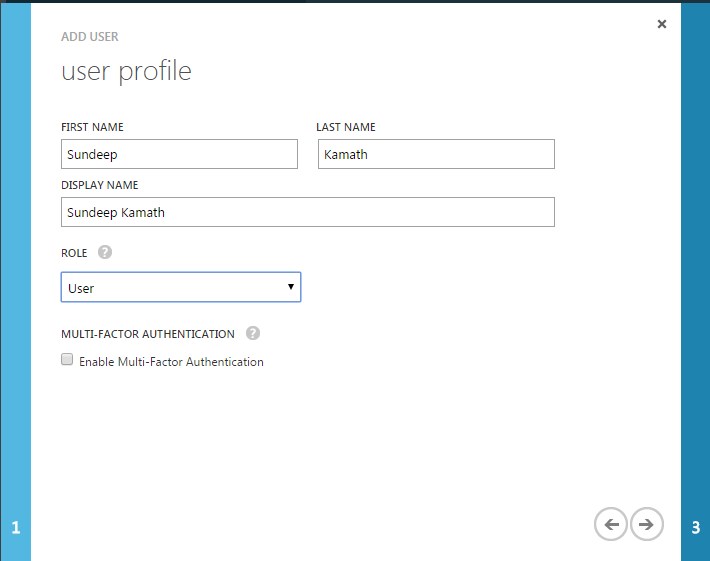 ADD USER
user profile
FIRST NAME LAST NAME
Sundeep Kamath
DISPLAY NAME
Sundeep Kamath
ROLE ?
User
MULTI-FACTOR AUTHENTICATION ?
Enable Multi-Factor Authentication
1 3